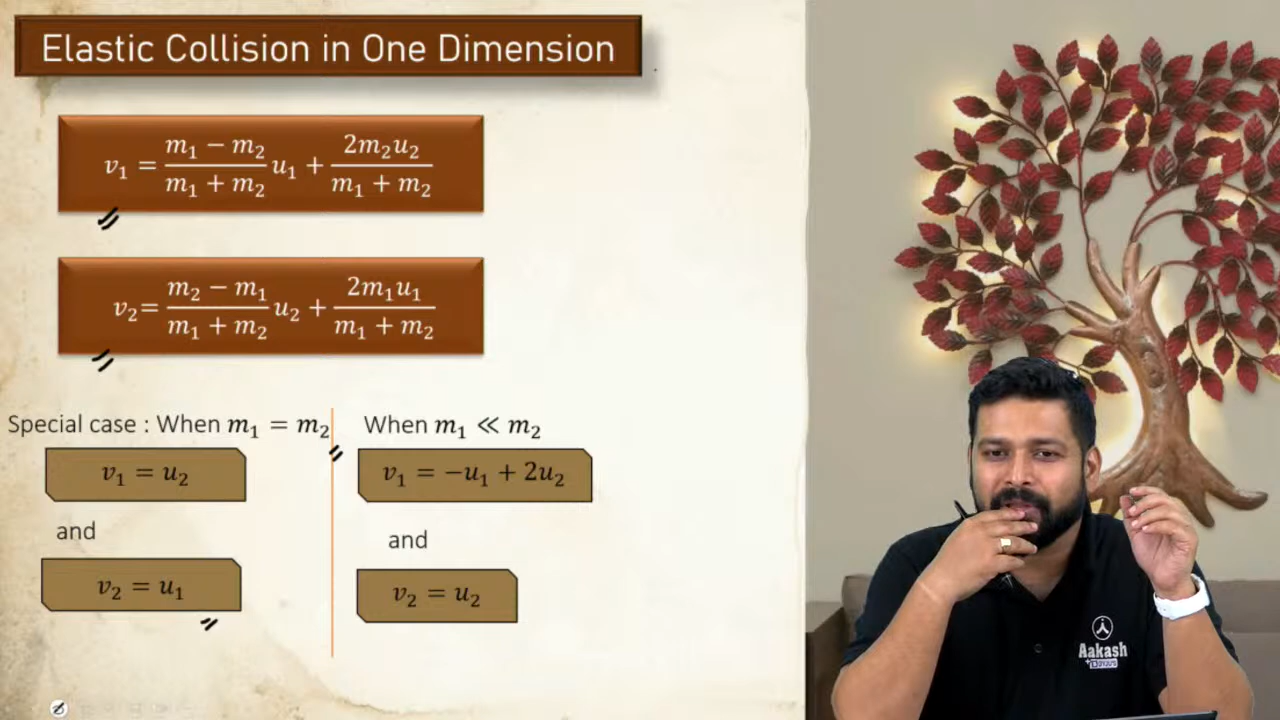 Elastic Collision in One Dimension
v₁ = (m₁ − m₂)/(m₁ + m₂) u₁ + 2m₂u₂/(m₁ + m₂)
v₂= (m₂ − m₁)/(m₁ + m₂) u₂ + 2m₁u₁/(m₁ + m₂)
Special case : When m₁ = m₂
v₁ = u₂
and
v₂ = u₁
When m₁ ≪ m₂
v₁ = −u₁ + 2u₂
and
v₂ = u₂
Aakash
BYJU'S